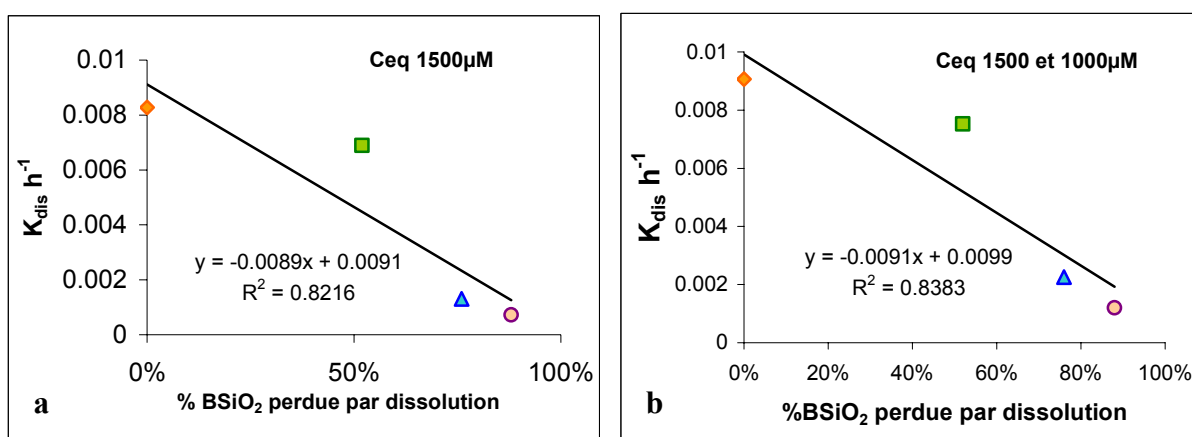 Ceq 1500µM
0.01
0.008
0.006
0.004
0.002
0
K_dis h^-1
y = -0.0089x + 0.0091
R² = 0.8216
0%
50%
100%
% BSiO₂ perdue par dissolution
a
Ceq 1500 et 1000µM
0.01
0.008
0.006
0.004
0.002
0
K_dis h^-1
y = -0.0091x + 0.0099
R² = 0.8383
0%
20%
40%
60%
80%
100%
%BSiO₂ perdue par dissolution
b